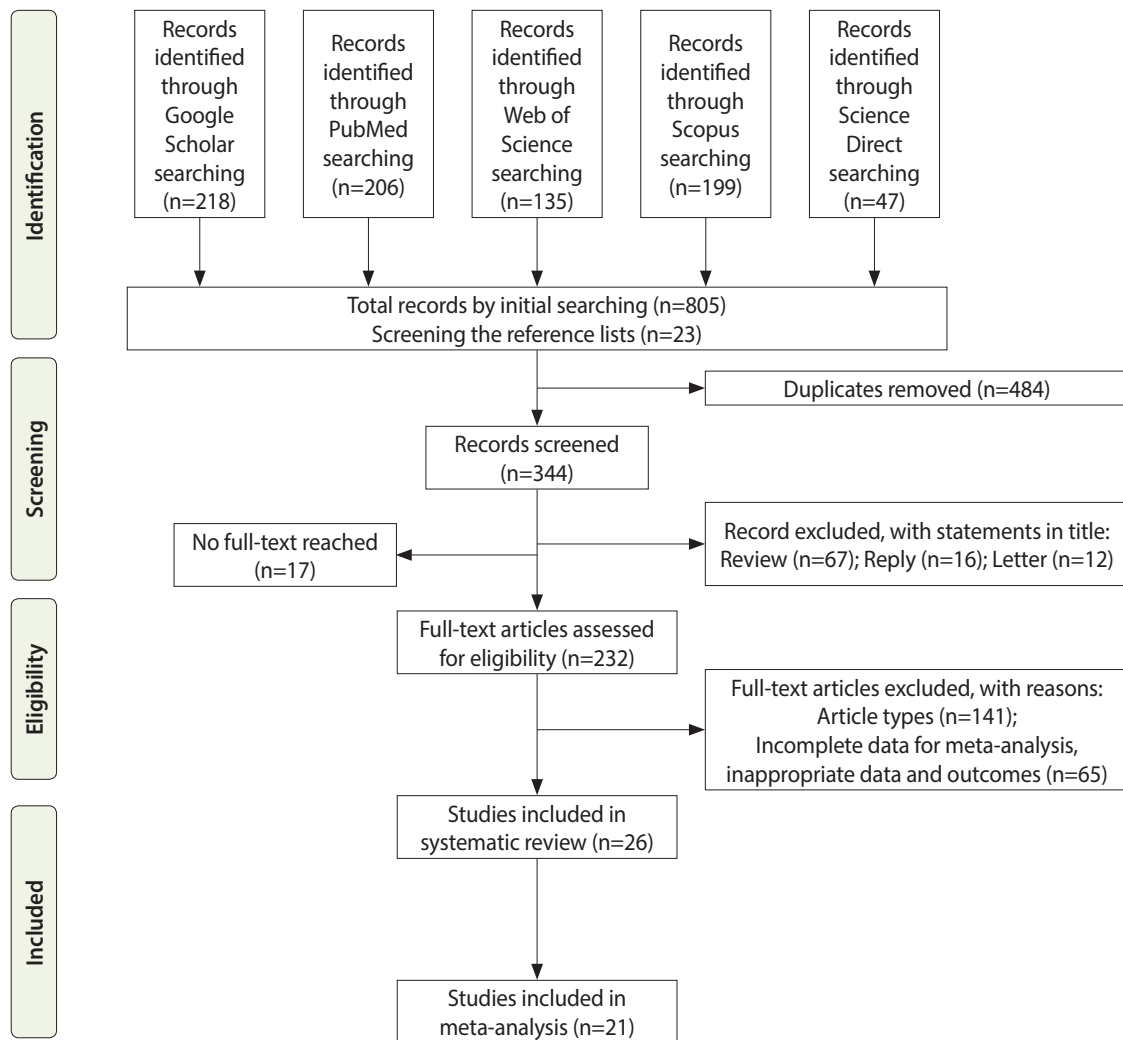 Identification
Records
identified
through
Google
Scholar
searching
(n=218)
Records
identified
through
PubMed
searching
(n=206)
Records
identified
through
Web of
Science
searching
(n=135)
Records
identified
through
Scopus
searching
(n=199)
Records
identified
through
Science
Direct
searching
(n=47)
Total records by initial searching (n=805)
Screening the reference lists (n=23)
Screening
Duplicates removed (n=484)
Records screened
(n=344)
No full-text reached
(n=17)
Record excluded, with statements in title:
Review (n=67); Reply (n=16); Letter (n=12)
Eligibility
Full-text articles assessed
for eligibility (n=232)
Full-text articles excluded, with reasons:
Article types (n=141);
Incomplete data for meta-analysis,
inappropriate data and outcomes (n=65)
Included
Studies included in
systematic review (n=26)
Studies included in
meta-analysis (n=21)